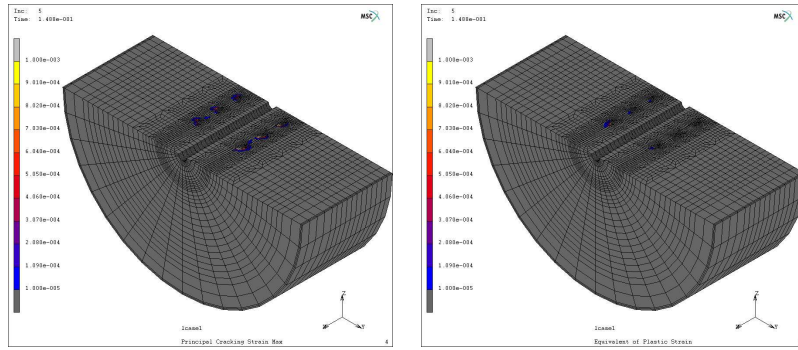 Inc: 5
Time: 1.488e-001
MSC
1.000e-003
9.010e-004
8.020e-004
7.030e-004
6.040e-004
5.050e-004
4.060e-004
3.070e-004
2.080e-004
1.090e-004
1.000e-005
Z
X
Y
lcase1
Principal Cracking Strain Max
4
Inc: 5
Time: 1.488e-001
MSC
1.000e-003
9.010e-004
8.020e-004
7.030e-004
6.040e-004
5.050e-004
4.060e-004
3.070e-004
2.080e-004
1.090e-004
1.000e-005
Z
X
Y
lcase1
Equivalent of Plastic Strain